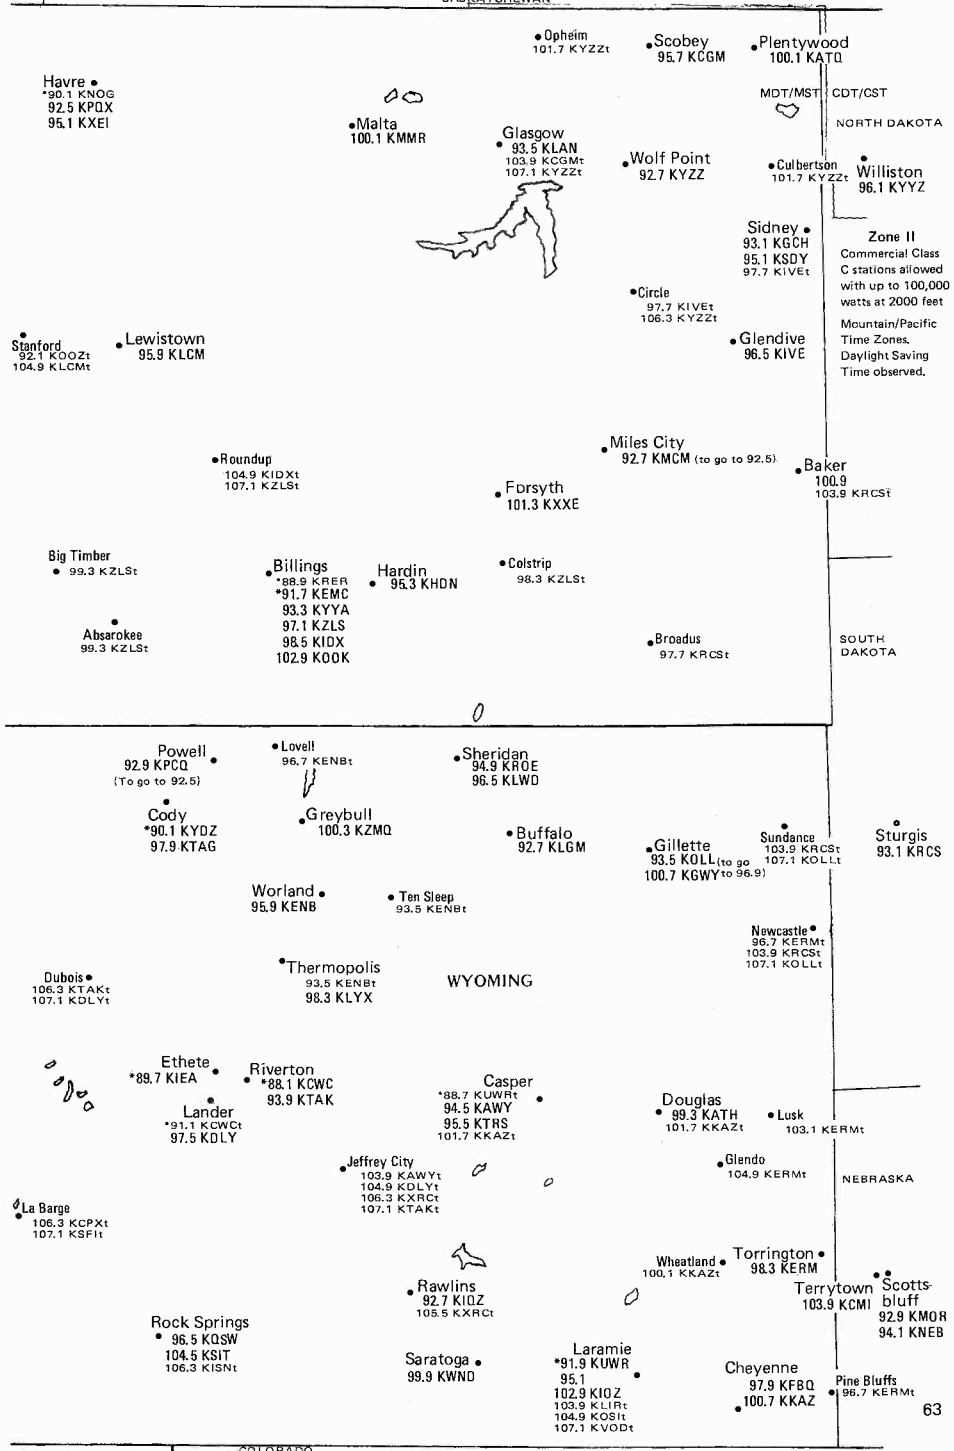 SASKATCHEWAN
Opheim
101.7 KYZZt
Scobey
95.7 KCGM
Plentywood
100.1 KATQ
Havre
*90.1 KNOG
92.5 KPQX
95.1 KXEI
MDT/MST
CDT/CST
NORTH DAKOTA
Malta
100.1 KMMR
Glasgow
93.5 KLAN
103.9 KCGMt
107.1 KYZZt
Wolf Point
92.7 KYZZ
Culbertson
101.7 KYZZt
Williston
96.1 KYYZ
Sidney
93.1 KGCH
95.1 KSDY
97.7 KIVEt
Zone II
Commercial Class
C stations allowed
with up to 100,000
watts at 2000 feet
Mountain/Pacific
Time Zones.
Daylight Saving
Time observed.
Circle
97.7 KIVEt
106.3 KYZZt
Stanford
92.1 KOOZt
104.9 KLCMt
Lewistown
95.9 KLCM
Glendive
96.5 KIVE
Miles City
92.7 KMCM (to go to 92.5)
Roundup
104.9 KIDXt
107.1 KZLSt
Baker
100.9
103.9 KRCSt
Forsyth
101.3 KXXE
Big Timber
99.3 KZLSt
Billings
*88.9 KRER
*91.7 KEMC
93.3 KYYA
97.1 KZLS
98.5 KIDX
102.9 KOOK
Hardin
95.3 KHDN
Colstrip
98.3 KZLSt
Absarokee
99.3 KZLSt
Broadus
97.7 KRCSt
SOUTH
DAKOTA
Powell
92.9 KPCQ
(To go to 92.5)
Lovell
96.7 KENBt
Sheridan
94.9 KROE
96.5 KLWD
Cody
*90.1 KYDZ
97.9 KTAG
Greybull
100.3 KZMQ
Buffalo
92.7 KLGM
Gillette
93.5 KOLL (to go
100.7 KGWY to 96.9)
Sundance
103.9 KRCSt
107.1 KOLLt
Sturgis
93.1 KRCS
Worland
95.9 KENB
Ten Sleep
93.5 KENBt
Newcastle
96.7 KERMt
103.9 KRCSt
107.1 KOLLt
Dubois
106.3 KTAKt
107.1 KDLYt
Thermopolis
93.5 KENBt
98.3 KLYX
WYOMING
Ethete
*89.7 KIEA
Riverton
*88.1 KCWC
93.9 KTAK
Lander
*91.1 KCWCt
97.5 KDLY
Casper
*88.7 KUWRt
94.5 KAWY
95.5 KTRS
101.7 KKAZt
Douglas
99.3 KATH
101.7 KKAZt
Lusk
103.1 KERMt
Jeffrey City
103.9 KAWYt
104.9 KDLYt
106.3 KXRCt
107.1 KTAKt
Glendo
104.9 KERMt
NEBRASKA
La Barge
106.3 KCPXt
107.1 KSFIt
Wheatland
100.1 KKAZt
Torrington
98.3 KERM
Rawlins
92.7 KIQZ
105.5 KXRCt
Terrytown
103.9 KCMI
Scotts-
bluff
92.9 KMOR
94.1 KNEB
Rock Springs
96.5 KQSW
104.5 KSIT
106.3 KISNt
Saratoga
99.9 KWND
Laramie
*91.9 KUWR
95.1
102.9 KIOZ
103.9 KLIRt
104.9 KOSIt
107.1 KVODt
Cheyenne
97.9 KFBQ
100.7 KKAZ
Pine Bluffs
96.7 KERMt
63
COLORADO